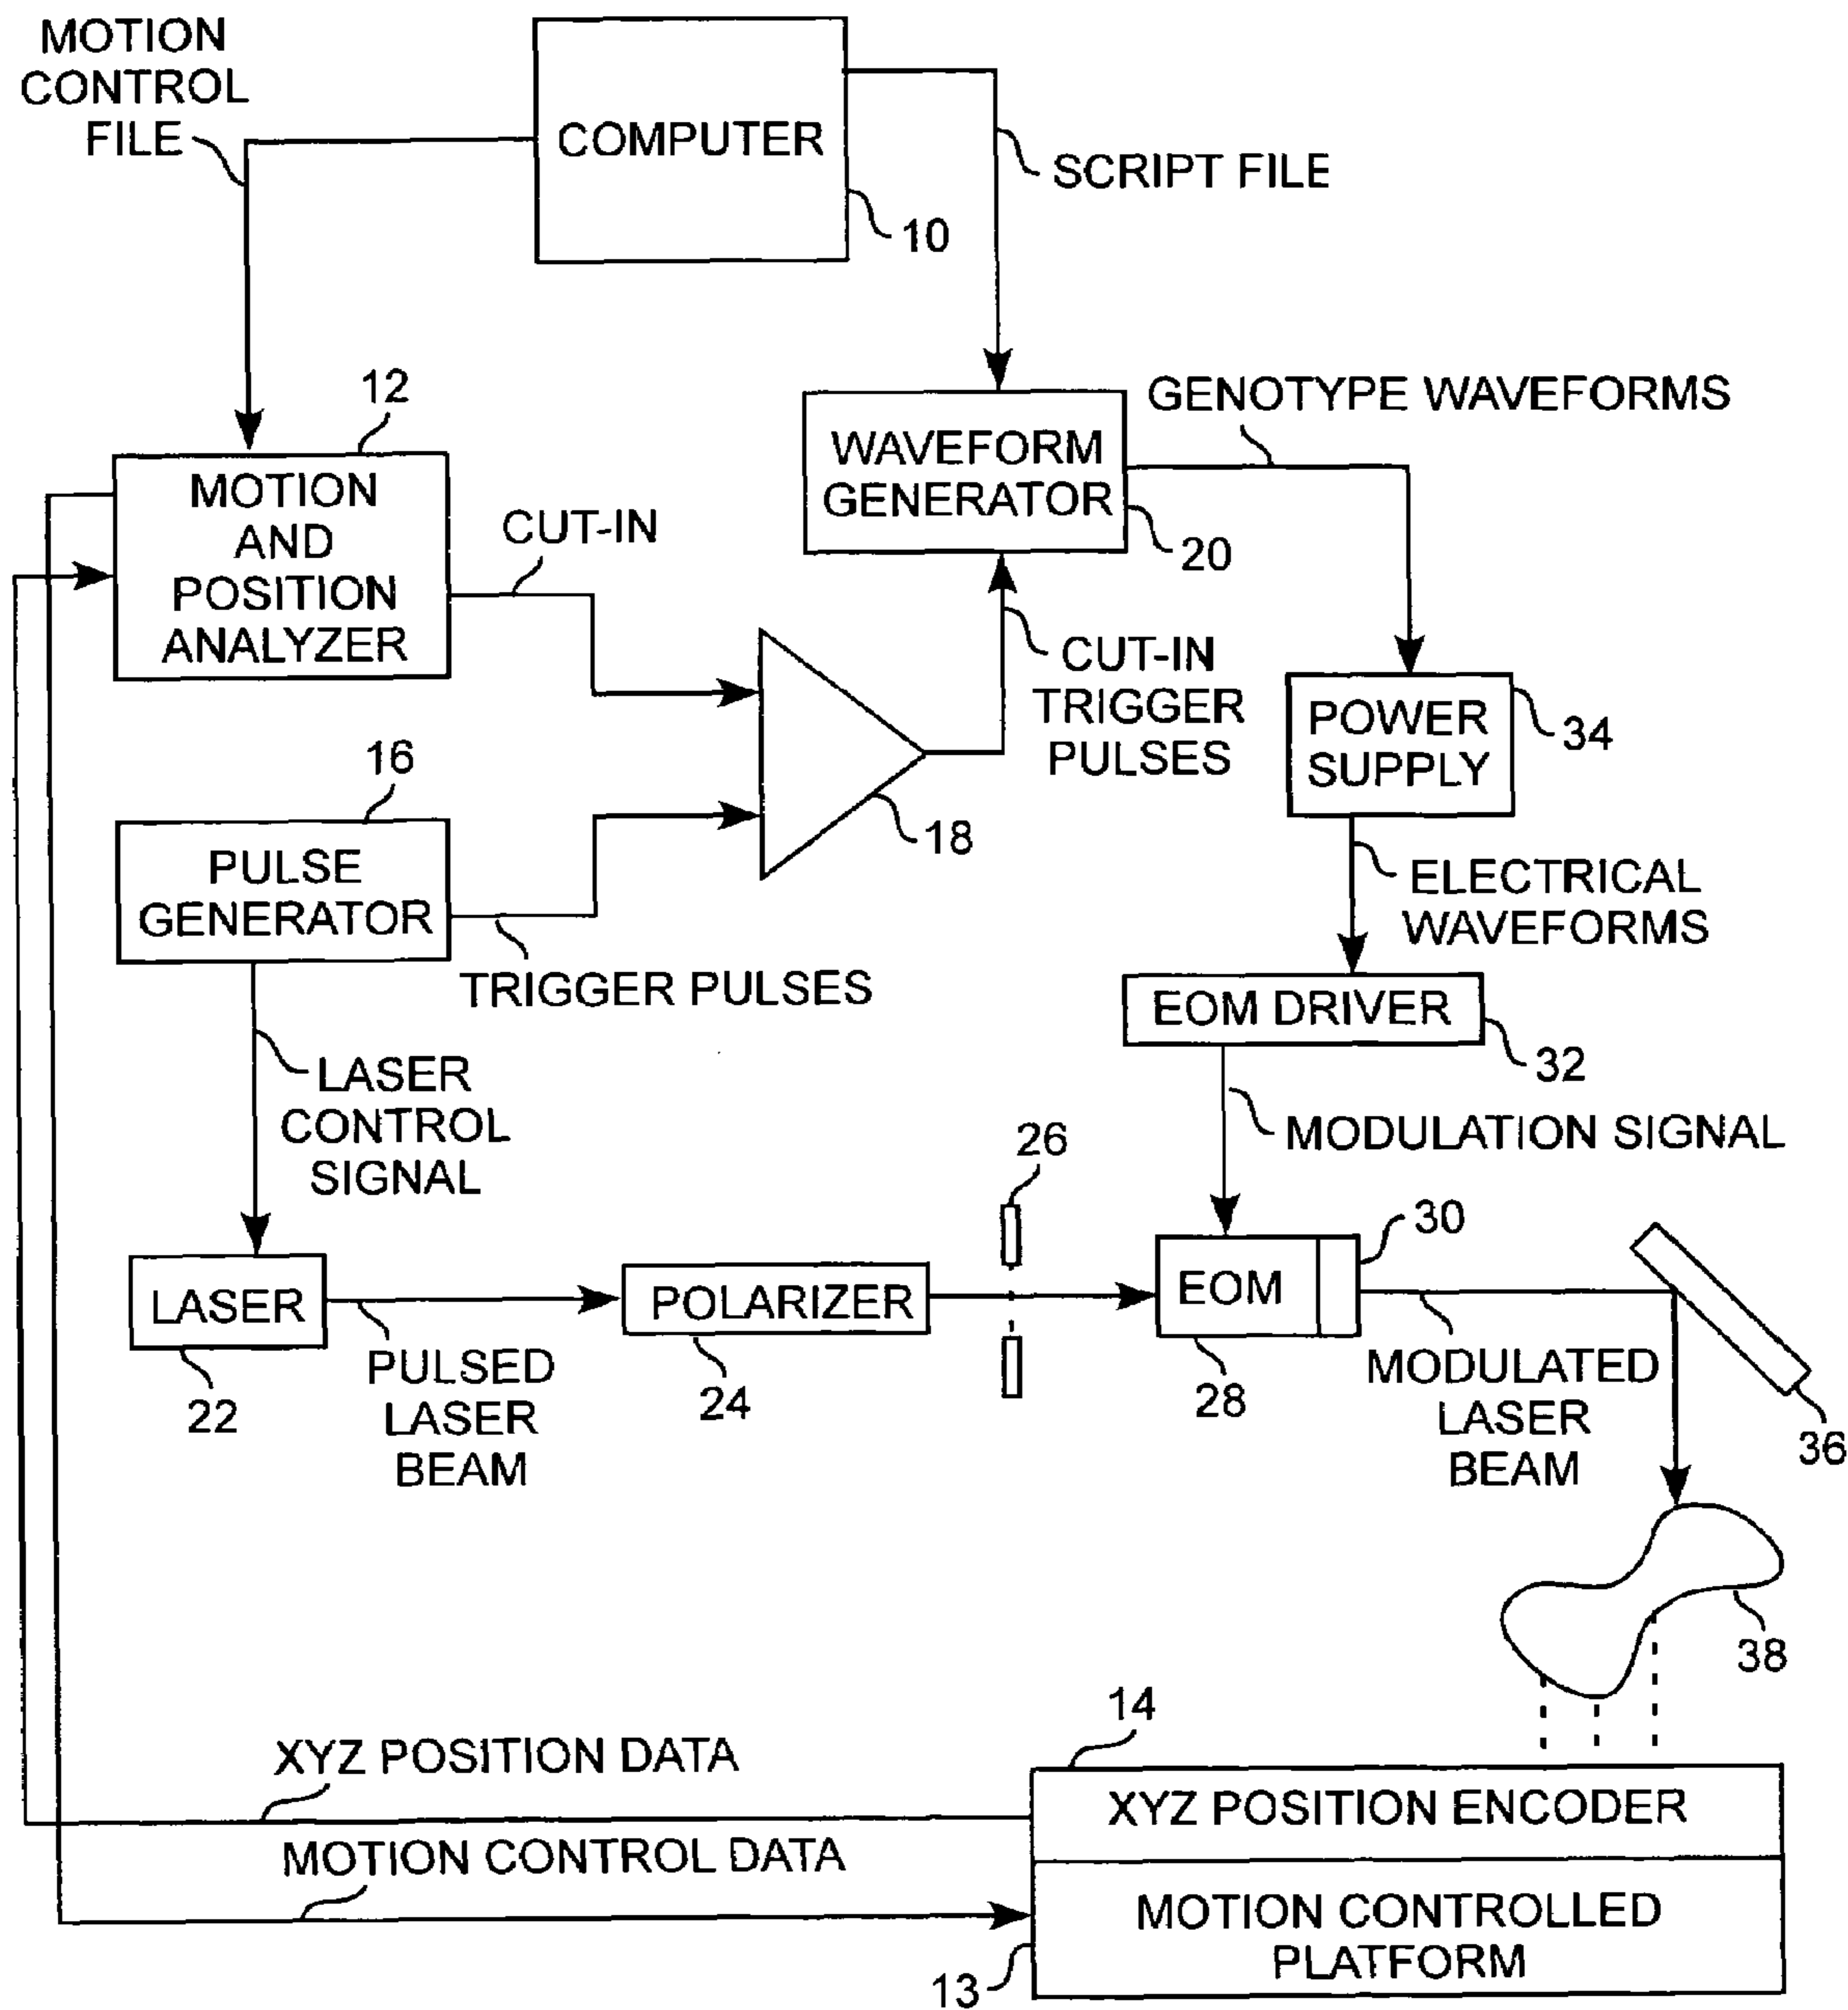 MOTION
CONTROL
FILE
COMPUTER
10
SCRIPT FILE
12
MOTION
AND
POSITION
ANALYZER
CUT-IN
WAVEFORM
GENERATOR
20
GENOTYPE WAVEFORMS
CUT-IN
TRIGGER
PULSES
POWER
SUPPLY
34
16
PULSE
GENERATOR
18
TRIGGER PULSES
ELECTRICAL
WAVEFORMS
EOM DRIVER
32
LASER
CONTROL
SIGNAL
MODULATION SIGNAL
26
30
LASER
22
PULSED
LASER
BEAM
POLARIZER
24
EOM
28
MODULATED
LASER
BEAM
36
38
14
XYZ POSITION DATA
XYZ POSITION ENCODER
MOTION CONTROL DATA
MOTION CONTROLLED
PLATFORM
13